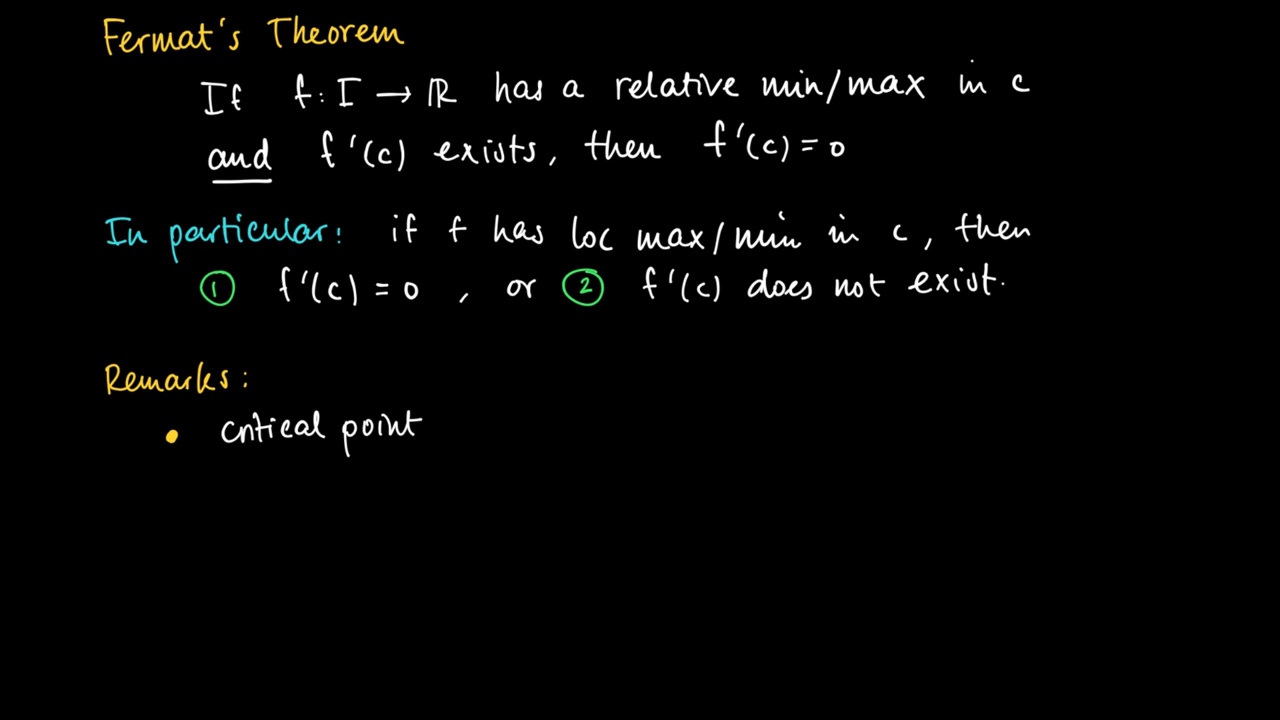 Fermat's Theorem
If f: I → ℝ has a relative min/max in c
and f'(c) exists, then f'(c) = 0
In particular: if f has loc max/min in c, then
① f'(c) = 0, or ② f'(c) does not exist.
Remarks:
• critical point